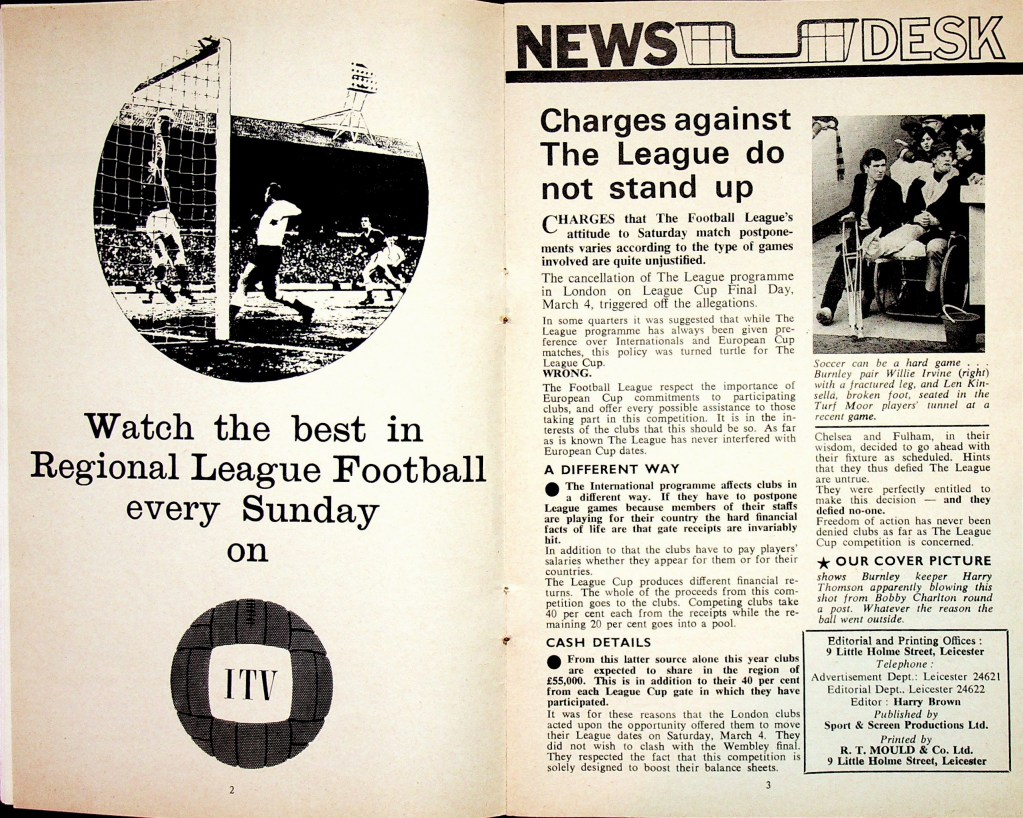 Watch the best in
Regional League Football
every Sunday
on
ITV
2
NEWS DESK
Charges against
The League do
not stand up
CHARGES that The Football League's
attitude to Saturday match postpone-
ments varies according to the type of games
involved are quite unjustified.
The cancellation of The League programme
in London on League Cup Final Day,
March 4, triggered off the allegations.
In some quarters it was suggested that while The
League programme has always been given pre-
ference over Internationals and European Cup
matches, this policy was turned turtle for The
League Cup.
WRONG.
The Football League respect the importance of
European Cup commitments to participating
clubs, and offer every possible assistance to those
taking part in this competition. It is in the in-
terests of the clubs that this should be so. As far
as is known The League has never interfered with
European Cup dates.
A DIFFERENT WAY
● The International programme affects clubs in
a different way. If they have to postpone
League games because members of their staffs
are playing for their country the hard financial
facts of life are that gate receipts are invariably
hit.
In addition to that the clubs have to pay players'
salaries whether they appear for them or for their
countries.
The League Cup produces different financial re-
turns. The whole of the proceeds from this com-
petition goes to the clubs. Competing clubs take
40 per cent each from the receipts while the re-
maining 20 per cent goes into a pool.
CASH DETAILS
● From this latter source alone this year clubs
are expected to share in the region of
£55,000. This is in addition to their 40 per cent
from each League Cup gate in which they have
participated.
It was for these reasons that the London clubs
acted upon the opportunity offered them to move
their League dates on Saturday, March 4. They
did not wish to clash with the Wembley final.
They respected the fact that this competition is
solely designed to boost their balance sheets.
Soccer can be a hard game . . .
Burnley pair Willie Irvine (right)
with a fractured leg, and Len Kin-
sella, broken foot, seated in the
Turf Moor players' tunnel at a
recent game.
Chelsea and Fulham, in their
wisdom, decided to go ahead with
their fixture as scheduled. Hints
that they thus defied The League
are untrue.
They were perfectly entitled to
make this decision — and they
defied no-one.
Freedom of action has never been
denied clubs as far as The League
Cup competition is concerned.
★ OUR COVER PICTURE
shows Burnley keeper Harry
Thomson apparently blowing this
shot from Bobby Charlton round
a post. Whatever the reason the
ball went outside.
Editorial and Printing Offices :
9 Little Holme Street, Leicester
Telephone :
Advertisement Dept.: Leicester 24621
Editorial Dept.. Leicester 24622
Editor : Harry Brown
Published by
Sport & Screen Productions Ltd.
Printed by
R. T. MOULD & Co. Ltd.
9 Little Holme Street, Leicester
3